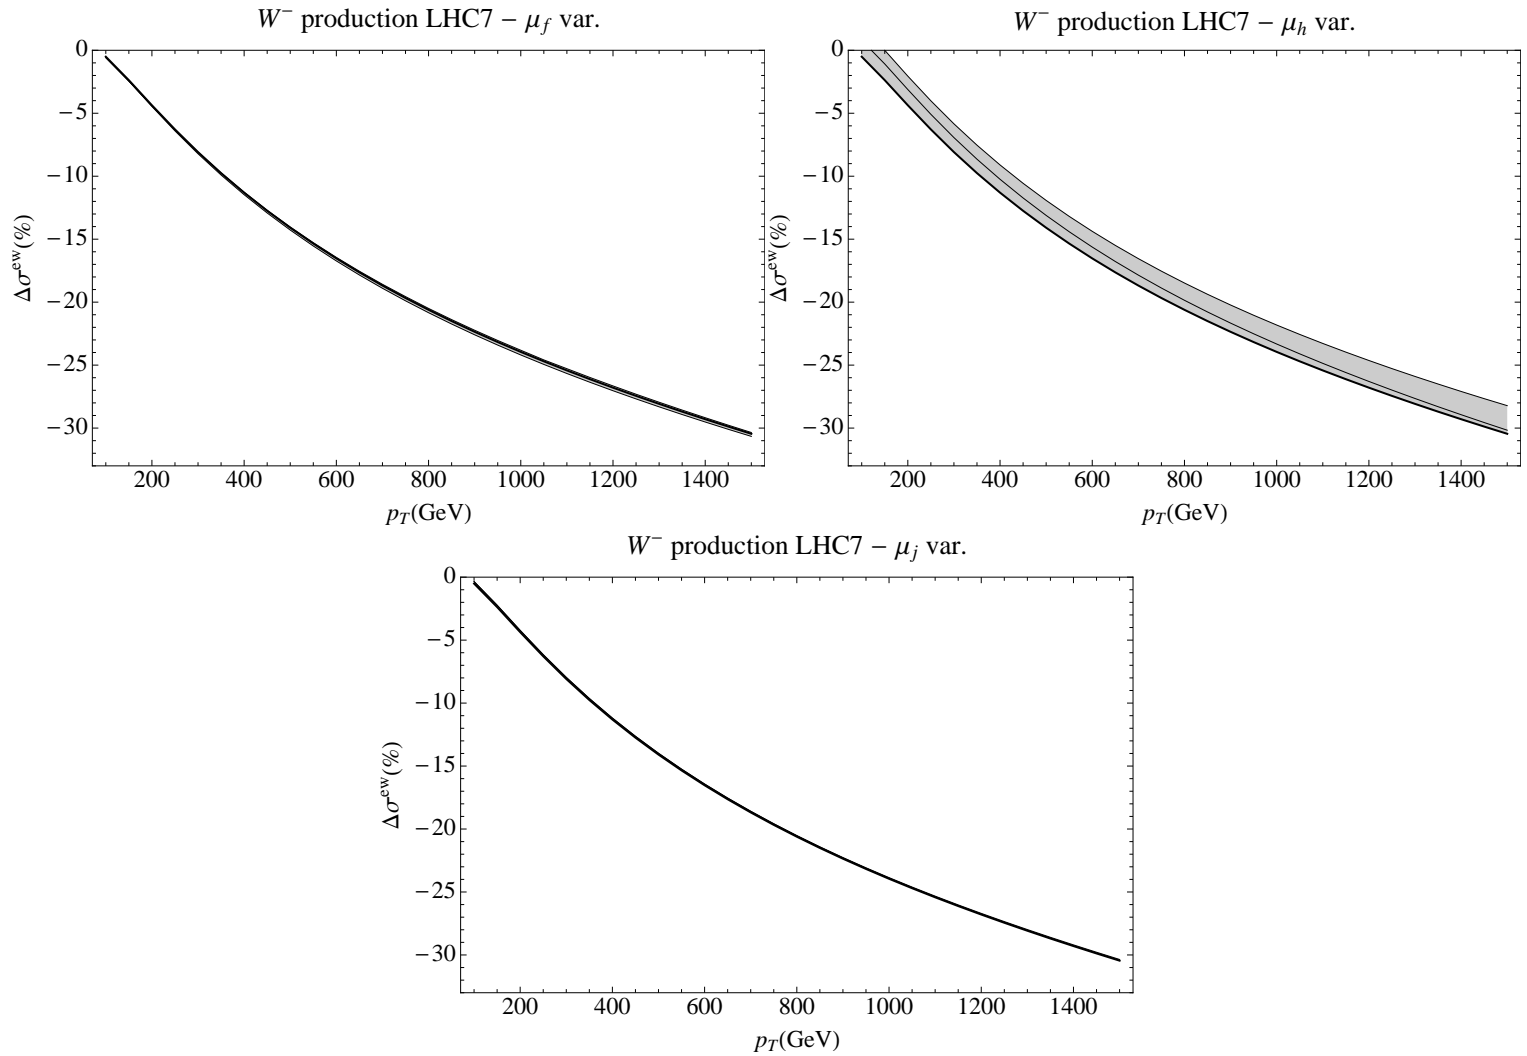 W⁻ production LHC7 − μ_f var.
0
−5
−10
−15
−20
−25
−30
Δσ^ew(%)
200 400 600 800 1000 1200 1400
p_T(GeV)
W⁻ production LHC7 − μ_h var.
0
−5
−10
−15
−20
−25
−30
Δσ^ew(%)
200 400 600 800 1000 1200 1400
p_T(GeV)
W⁻ production LHC7 − μ_j var.
0
−5
−10
−15
−20
−25
−30
Δσ^ew(%)
200 400 600 800 1000 1200 1400
p_T(GeV)